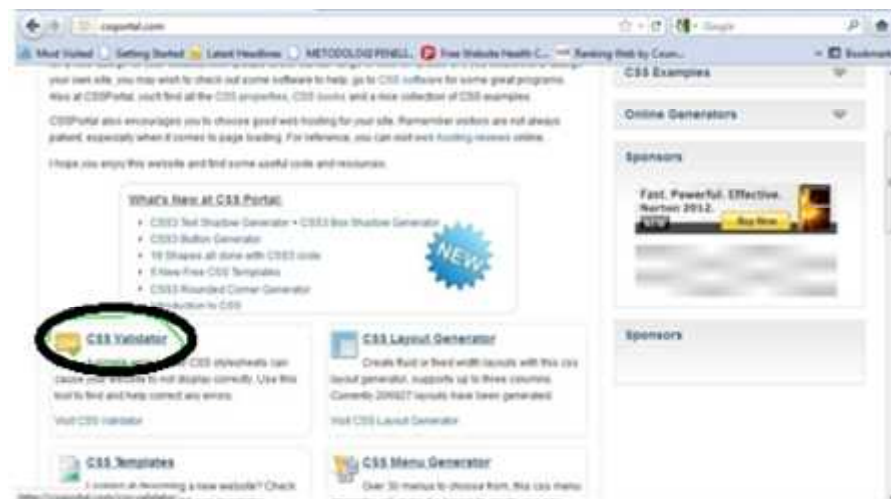 cssportal.com
Google
Most Visited
Getting Started
Latest Headlines
METODOLOGI PENELI...
Free Website Health C...
Ranking Web by Coun...
Bookmark
your own site, you may wish to check out some software to help, go to CSS software for some great programs.
Also at CSSPortal, you'll find all the CSS properties, CSS books and a nice collection of CSS examples.
CSSPortal also encourages you to choose good web hosting for your site. Remember visitors are not always
patient, especially when it comes to page loading. For reference, you can visit web hosting reviews online.
I hope you enjoy this website and find some useful code and resources.
What's New at CSS Portal:
CSS3 Text Shadow Generator • CSS3 Box Shadow Generator
CSS3 Button Generator
18 Shapes all done with CSS3 code
5 New Free CSS Templates
CSS3 Rounded Corner Generator
Introduction to CSS
NEW
CSS Validator
CSS stylesheets can
cause your website to not display correctly. Use this
tool to find and help correct any errors.
Visit CSS Validator
CSS Layout Generator
Create fluid or fixed width layouts with this css
layout generator, supports up to three columns.
Currently 206927 layouts have been generated.
Visit CSS Layout Generator
CSS Templates
a new website? Check
CSS Menu Generator
Over 30 menus to choose from, this css menu
CSS Examples
Online Generators
Sponsors
Fast. Powerful. Effective.
Norton 2012.
NEW
Buy Now
Sponsors